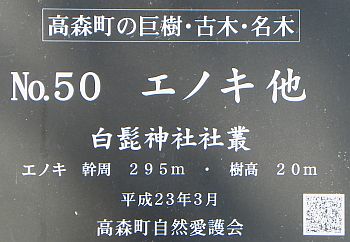 高森町の巨樹・古木・名木
No.50 エノキ他
白髭神社社叢
エノキ 幹周 295m ・ 樹高 20m
平成23年3月
高森町自然愛護会